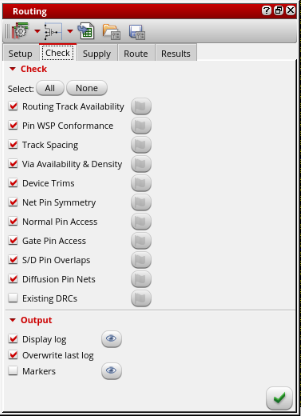 Routing
Setup Check Supply Route Results
Check
Select: All None
Routing Track Availability
Pin WSP Conformance
Track Spacing
Via Availability & Density
Device Trims
Net Pin Symmetry
Normal Pin Access
Gate Pin Access
S/D Pin Overlaps
Diffusion Pin Nets
Existing DRCs
Output
Display log
Overwrite last log
Markers